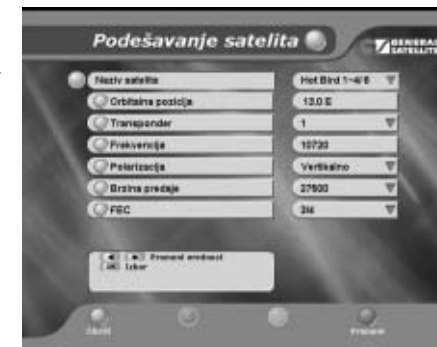 Podešavanje satelita
GENERAL
SATELLITE
Naziv satelita Hot Bird 1~4/6
Orbitalna pozicija 13.0 E
Transponder 1
Frekvencija 10720
Polarizacija Vertikalno
Brzina predaje 27500
FEC 3/4
Promeni vrednost
OK Izbor
Obriši Promeni